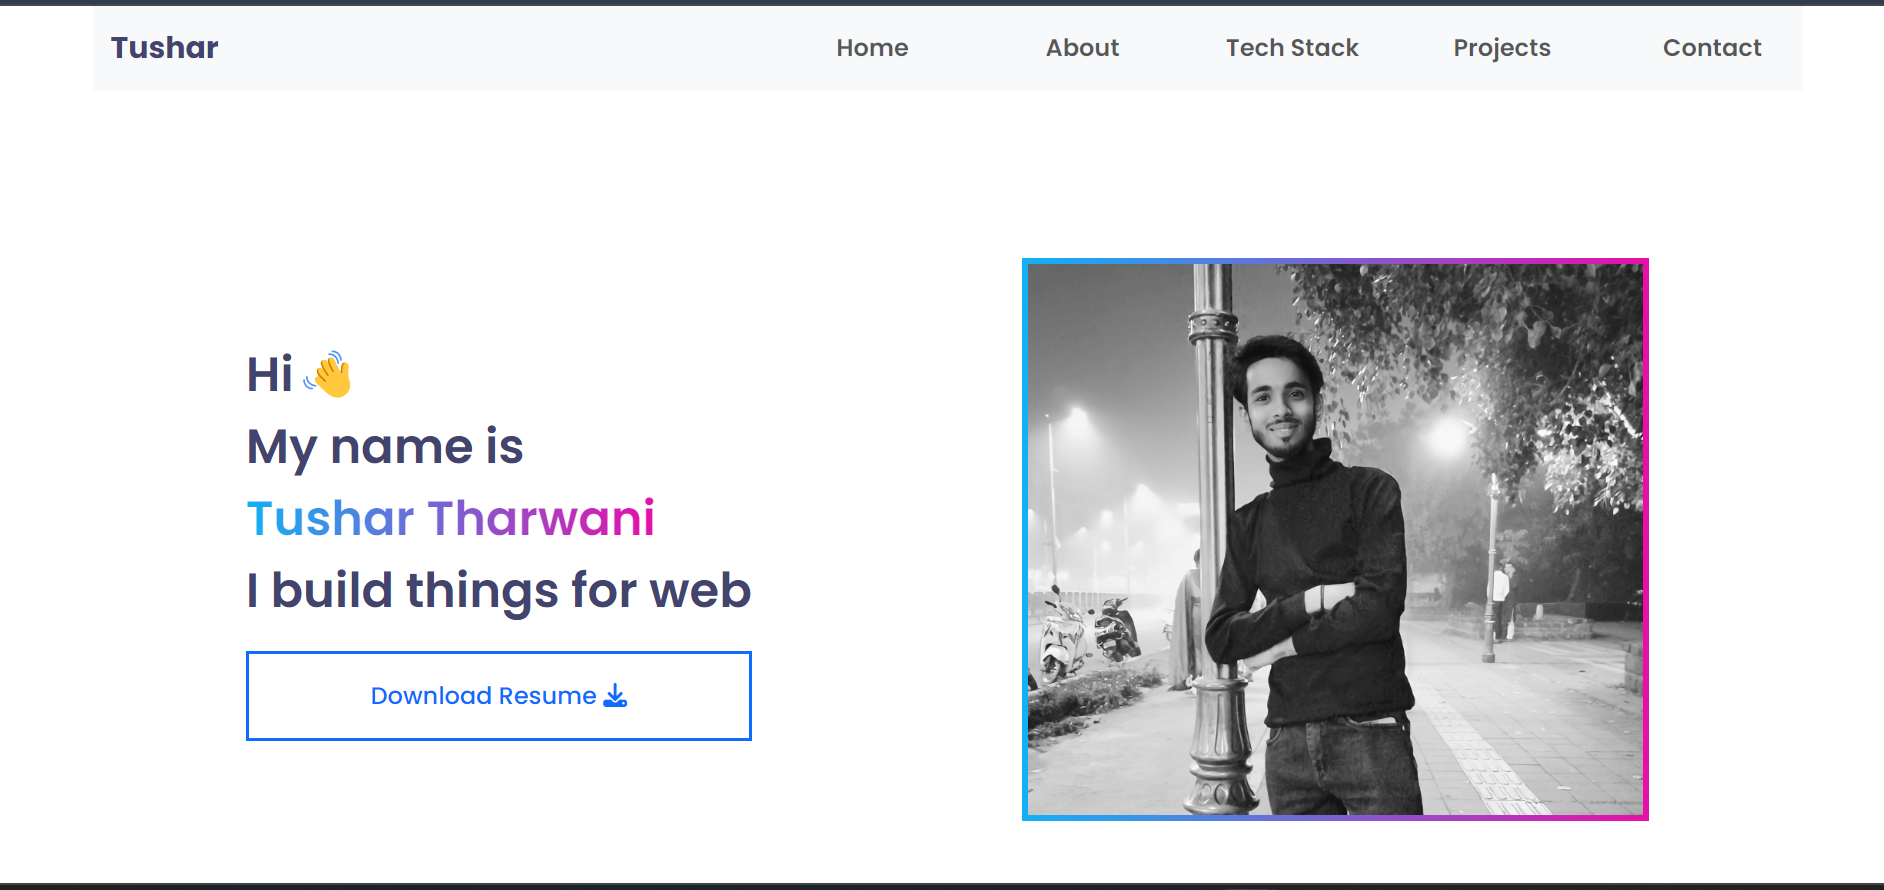 Tushar Home About Tech Stack Projects Contact
Hi 👋
My name is
Tushar Tharwani
I build things for web
Download Resume